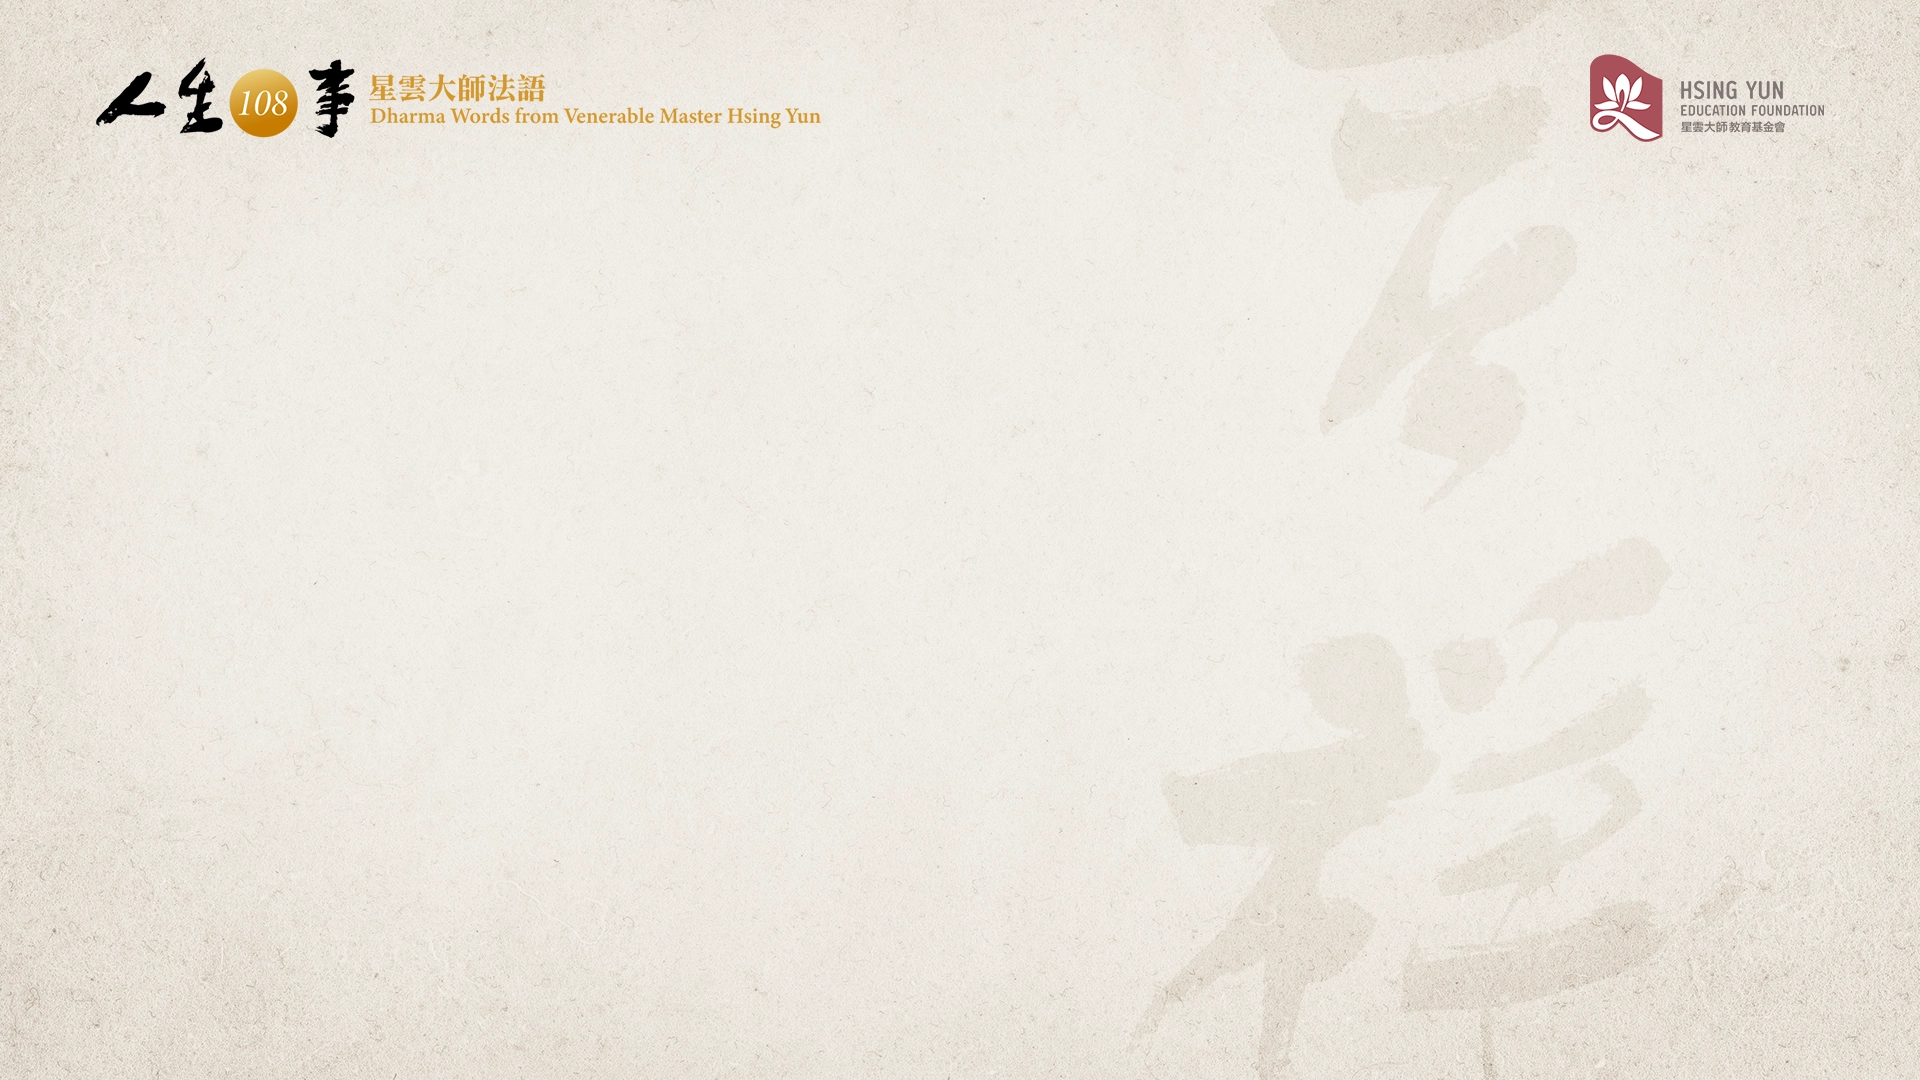 人生108事
星雲大師法語
Dharma Words from Venerable Master Hsing Yun
HSING YUN
EDUCATION FOUNDATION
星雲大師教育基金會